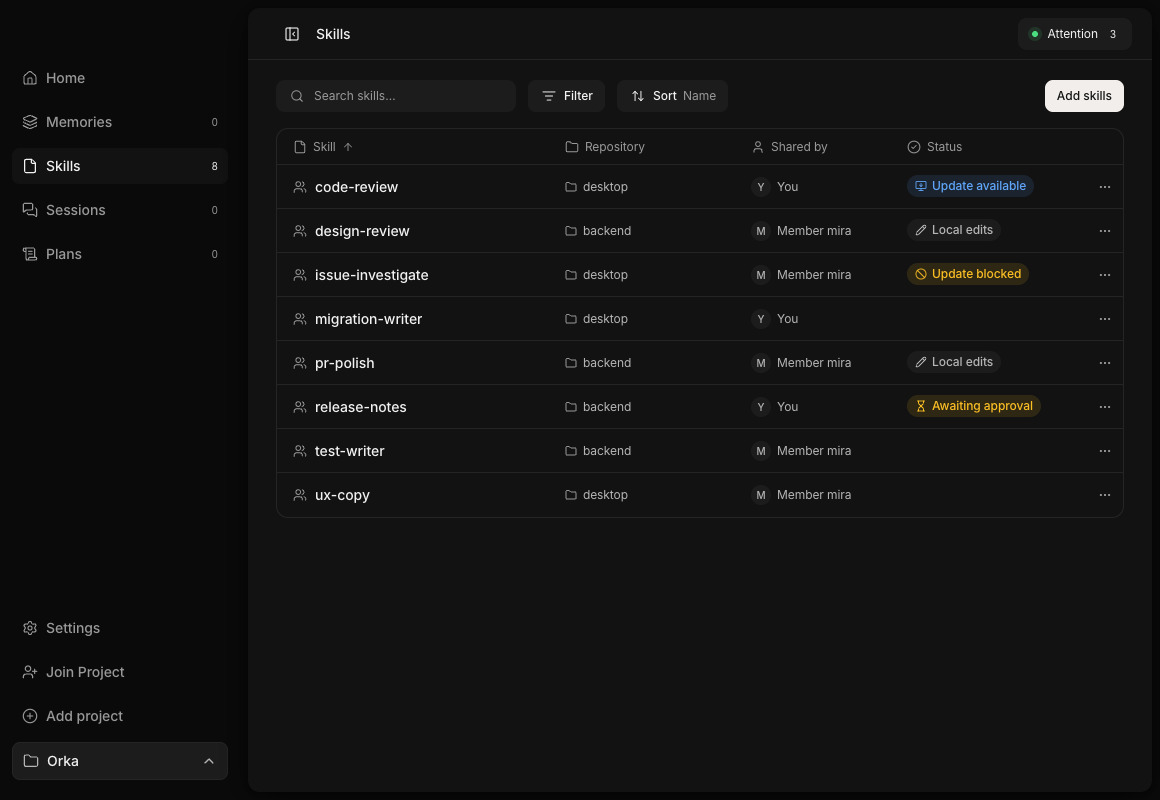 Skills
Attention 3
Home
Memories 0
Skills 8
Sessions 0
Plans 0
Search skills...
Filter
Sort Name
Add skills
Skill Repository Shared by Status
code-review desktop Y You Update available
design-review backend M Member mira Local edits
issue-investigate desktop M Member mira Update blocked
migration-writer desktop Y You
pr-polish backend M Member mira Local edits
release-notes backend Y You Awaiting approval
test-writer backend M Member mira
ux-copy desktop M Member mira
Settings
Join Project
Add project
Orka